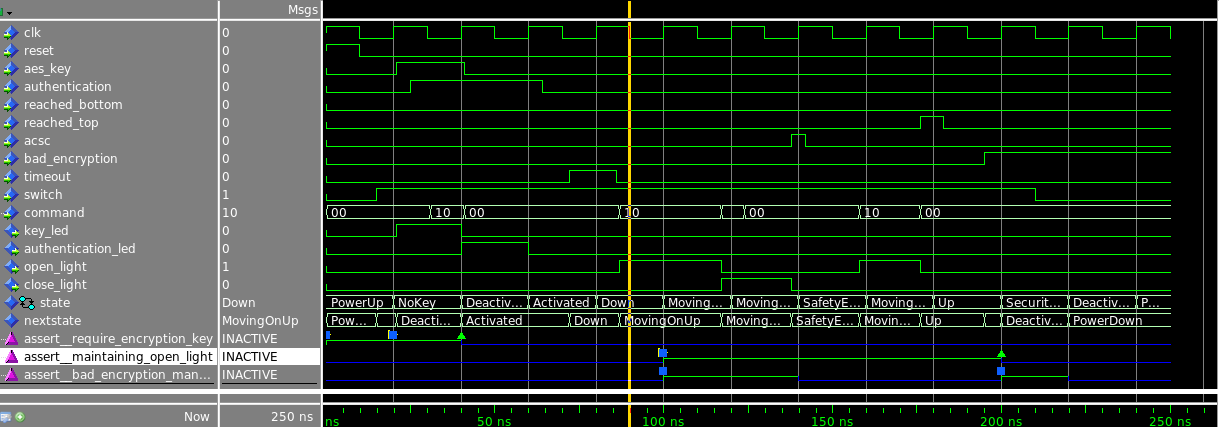 Msgs
clk 0
reset 0
aes_key 0
authentication 0
reached_bottom 0
reached_top 0
acsc 0
bad_encryption 0
timeout 0
switch 1
command 10 00 10 00 10 00 10 00
key_led 0
authentication_led 0
open_light 1
close_light 0
state Down PowerUp NoKey Deactiv... Activated Down Moving... Moving... SafetyE... Moving... Up Securit... Deactiv... P...
nextstate MovingOnUp Pow... Deacti... Activated Down MovingOnUp Moving... SafetyE... Movin... Up Deactiv... PowerDown
assert__require_encryption_key INACTIVE
assert__maintaining_open_light INACTIVE
assert__bad_encryption_man... INACTIVE
Now 250 ns ns 50 ns 100 ns 150 ns 200 ns 250 ns